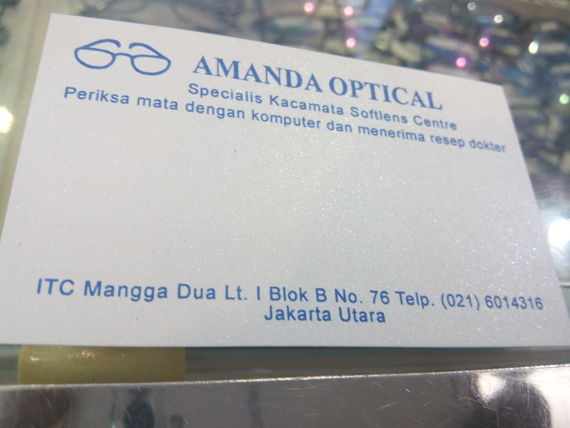 AMANDA OPTICAL
Specialis Kacamata Softlens Centre
Periksa mata dengan komputer dan menerima resep dokter
ITC Mangga Dua Lt. I Blok B No. 76 Telp. (021) 6014316
Jakarta Utara